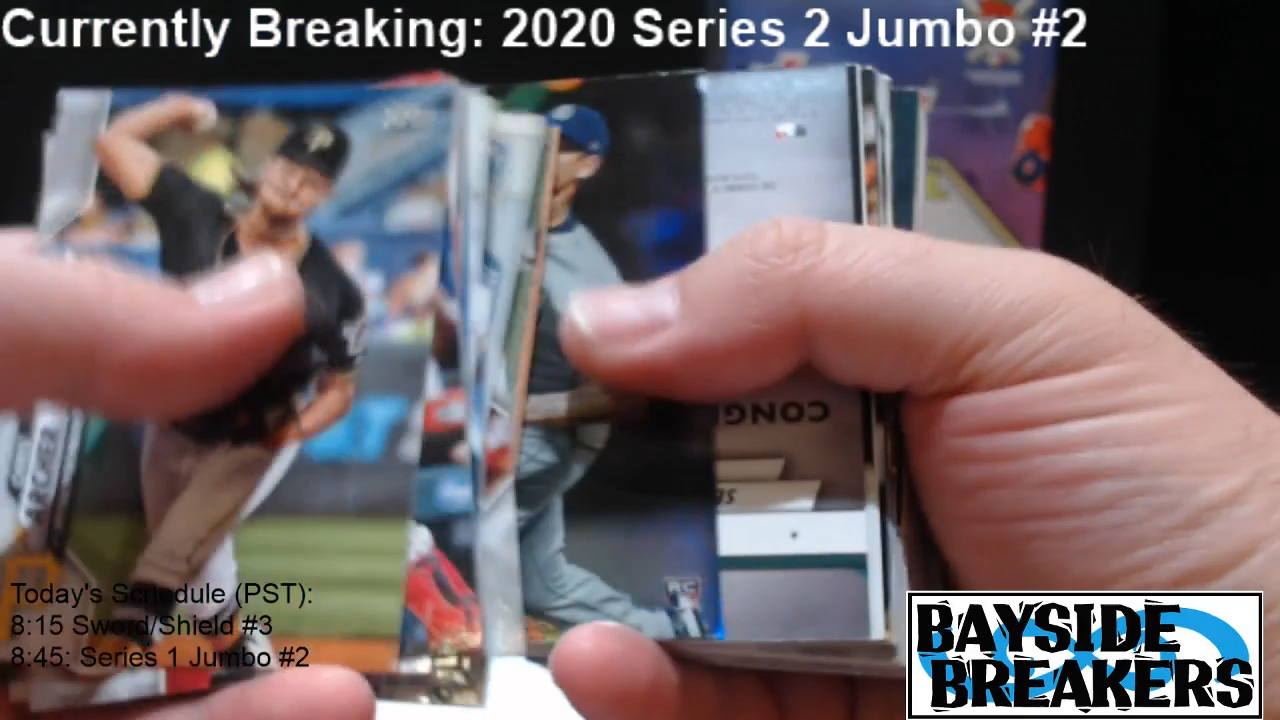 Currently Breaking: 2020 Series 2 Jumbo #2
CONG
ARCHER
RC
Today's Schedule (PST):
8:15 Sword/Shield #3
8:45: Series 1 Jumbo #2
BAYSIDE
BREAKERS